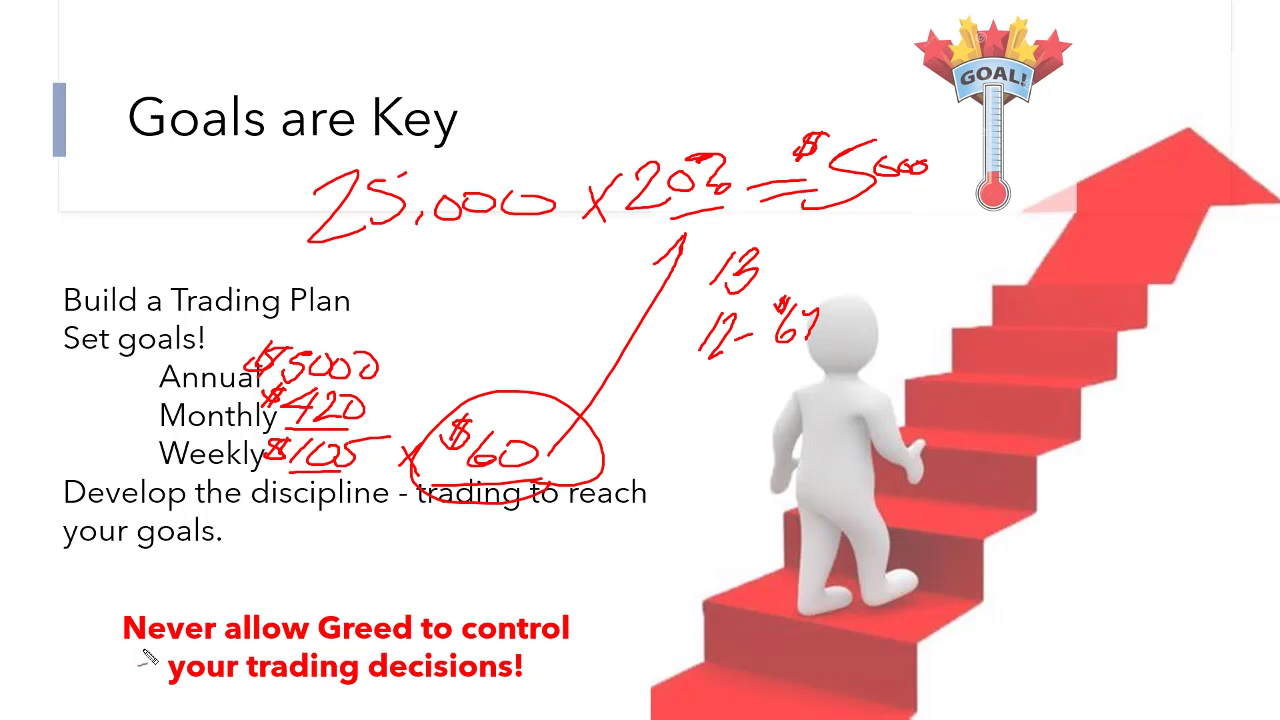 GOAL!
Goals are Key
25,000 x 20% = $5000
13
12- $67
Build a Trading Plan
Set goals!
Annual $5000
Monthly $420
Weekly $105 x $60
Develop the discipline - trading to reach
your goals.
Never allow Greed to control
your trading decisions!